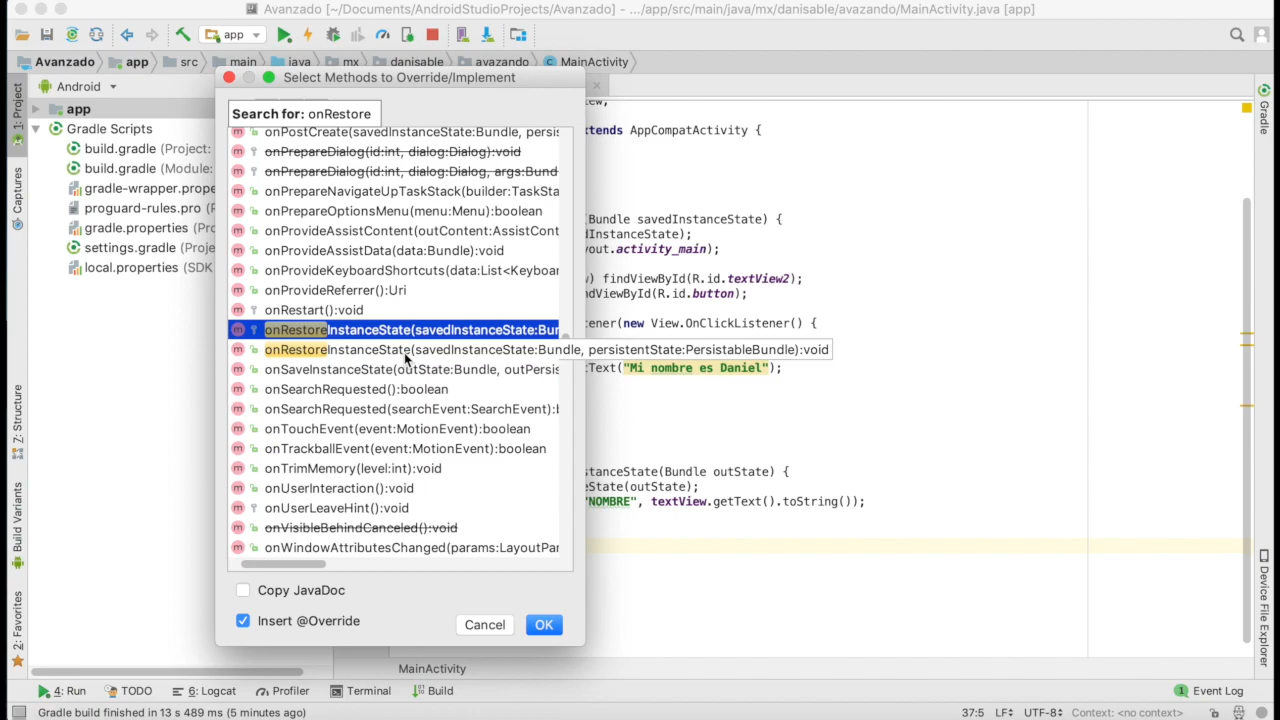 Avanzado [~/Documents/AndroidStudioProjects/Avanzado] - .../app/src/main/java/mx/danisable/avazando/MainActivity.java [app]
app
Avanzado
app
src
main
java
mx
danisable
avazando
MainActivity
Select Methods to Override/Implement
Android
app
Gradle Scripts
build.gradle (Project:
build.gradle (Module:
gradle-wrapper.prope
proguard-rules.pro (P
gradle.properties (Pro
settings.gradle (Proje
local.properties (SDK
1: Project
Captures
Z: Structure
Build Variants
2: Favorites
Search for: onRestore
onPostCreate(savedInstanceState:Bundle, persis
onPrepareDialog(id:int, dialog:Dialog):void
onPrepareDialog(id:int, dialog:Dialog, args:Bund
onPrepareNavigateUpTaskStack(builder:TaskSta
onPrepareOptionsMenu(menu:Menu):boolean
onProvideAssistContent(outContent:AssistCont
onProvideAssistData(data:Bundle):void
onProvideKeyboardShortcuts(data:List<Keyboar
onProvideReferrer():Uri
onRestart():void
onRestoreInstanceState(savedInstanceState:Bur
onRestoreInstanceState(savedInstanceState:Bundle, persistentState:PersistableBundle):void
onSaveInstanceState(outState:Bundle, outPersis
onSearchRequested():boolean
onSearchRequested(searchEvent:SearchEvent):
onTouchEvent(event:MotionEvent):boolean
onTrackballEvent(event:MotionEvent):boolean
onTrimMemory(level:int):void
onUserInteraction():void
onUserLeaveHint():void
onVisibleBehindCanceled():void
onWindowAttributesChanged(params:LayoutPar
Copy JavaDoc
Insert @Override
Cancel
OK
tends AppCompatActivity {
(Bundle savedInstanceState) {
dInstanceState);
out.activity_main);
) findViewById(R.id.textView2);
dViewById(R.id.button);
tener(new View.OnClickListener() {
Text("Mi nombre es Daniel");
stanceState(Bundle outState) {
eState(outState);
"NOMBRE", textView.getText().toString());
MainActivity
Gradle
Device File Explorer
4: Run
TODO
6: Logcat
Profiler
Terminal
Build
1 Event Log
Gradle build finished in 13 s 489 ms (5 minutes ago)
37:5
LF
UTF-8
Context: <no context>